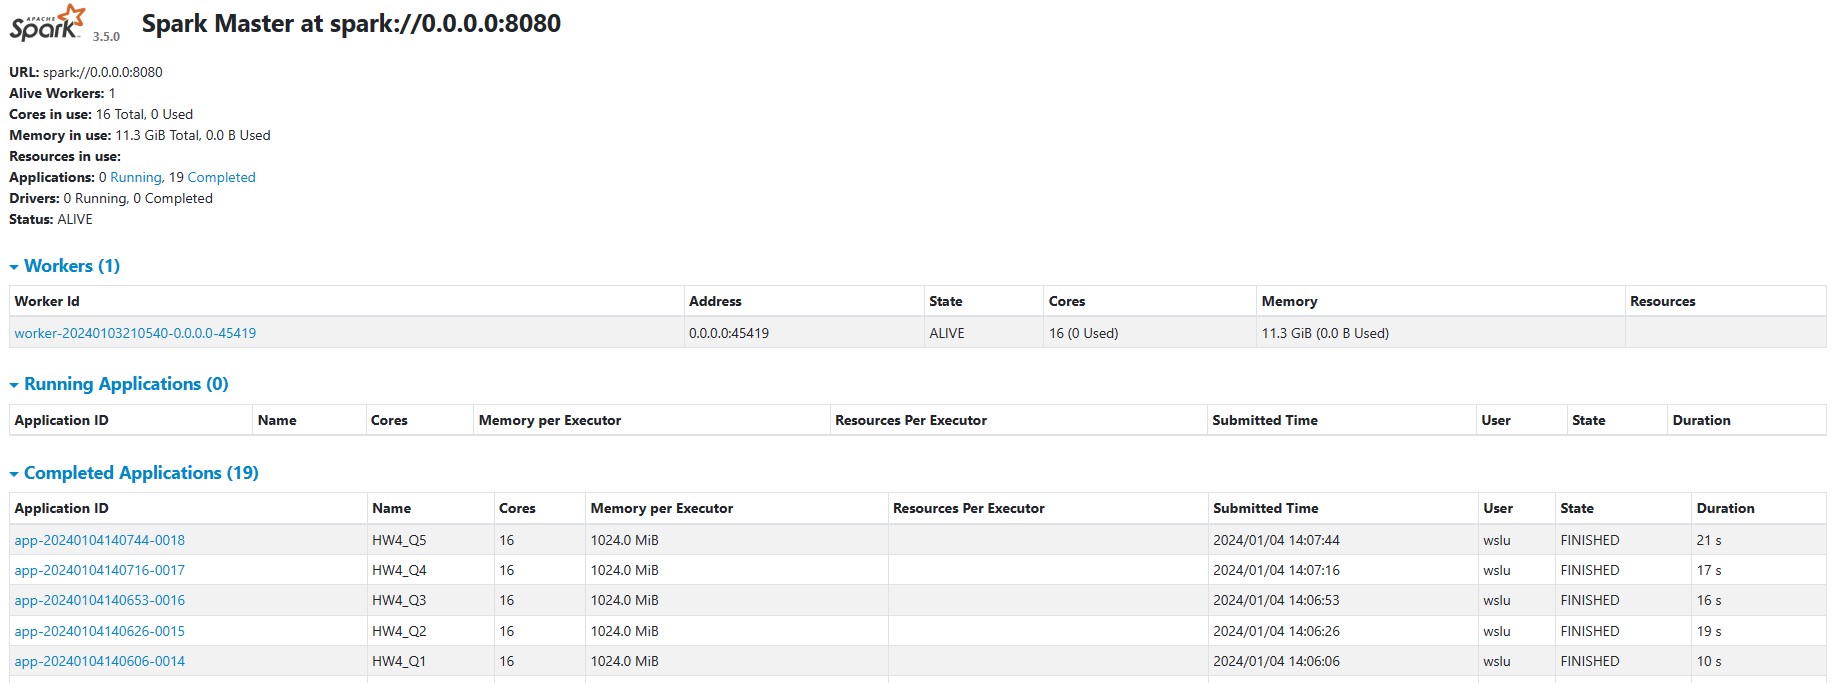 APACHE Spark 3.5.0 Spark Master at spark://0.0.0.0:8080
URL: spark://0.0.0.0:8080
Alive Workers: 1
Cores in use: 16 Total, 0 Used
Memory in use: 11.3 GiB Total, 0.0 B Used
Resources in use:
Applications: 0 Running, 19 Completed
Drivers: 0 Running, 0 Completed
Status: ALIVE
Workers (1)
Worker Id Address State Cores Memory Resources
worker-20240103210540-0.0.0.0-45419 0.0.0.0:45419 ALIVE 16 (0 Used) 11.3 GiB (0.0 B Used)
Running Applications (0)
Application ID Name Cores Memory per Executor Resources Per Executor Submitted Time User State Duration
Completed Applications (19)
Application ID Name Cores Memory per Executor Resources Per Executor Submitted Time User State Duration
app-20240104140744-0018 HW4_Q5 16 1024.0 MiB 2024/01/04 14:07:44 wslu FINISHED 21 s
app-20240104140716-0017 HW4_Q4 16 1024.0 MiB 2024/01/04 14:07:16 wslu FINISHED 17 s
app-20240104140653-0016 HW4_Q3 16 1024.0 MiB 2024/01/04 14:06:53 wslu FINISHED 16 s
app-20240104140626-0015 HW4_Q2 16 1024.0 MiB 2024/01/04 14:06:26 wslu FINISHED 19 s
app-20240104140606-0014 HW4_Q1 16 1024.0 MiB 2024/01/04 14:06:06 wslu FINISHED 10 s